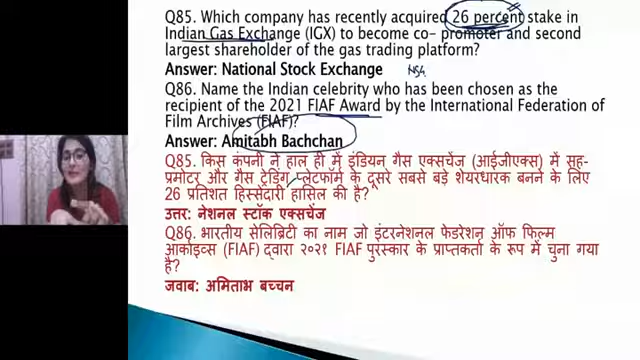 Q85. Which company has recently acquired 26 percent stake in
Indian Gas Exchange (IGX) to become co- promoter and second
largest shareholder of the gas trading platform?
Answer: National Stock Exchange
Q86. Name the Indian celebrity who has been chosen as the
recipient of the 2021 FIAF Award by the International Federation of
Film Archives (FIAF)?
Answer: Amitabh Bachchan
Q85. किस कंपनी ने हाल ही में इंडियन गैस एक्सचेंज (आईजीएक्स) में सह-
प्रमोटर और गैस ट्रेडिंग प्लेटफॉर्म के दूसरे सबसे बड़े शेयरधारक बनने के लिए
26 प्रतिशत हिस्सेदारी हासिल की है?
उत्तर: नेशनल स्टॉक एक्सचेंज
Q86. भारतीय सेलिब्रिटी का नाम जो इंटरनेशनल फेडरेशन ऑफ फिल्म
आर्काइव्स (FIAF) द्वारा २०२१ FIAF पुरस्कार के प्राप्तकर्ता के रूप में चुना गया
है?
जवाब: अमिताभ बच्चन